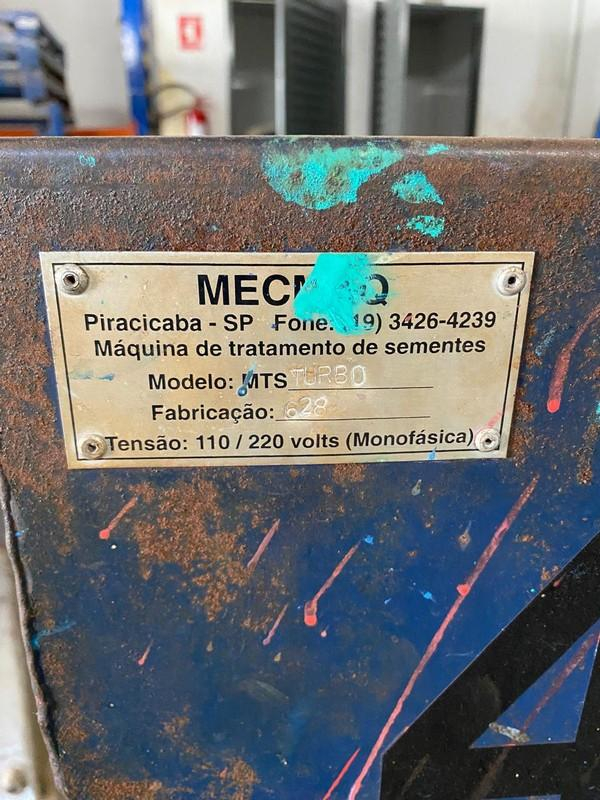 MECMAQ
Piracicaba - SP Fone: (19) 3426-4239
Máquina de tratamento de sementes
Modelo: MTS TURBO
Fabricação: 628
Tensão: 110 / 220 volts (Monofásica)